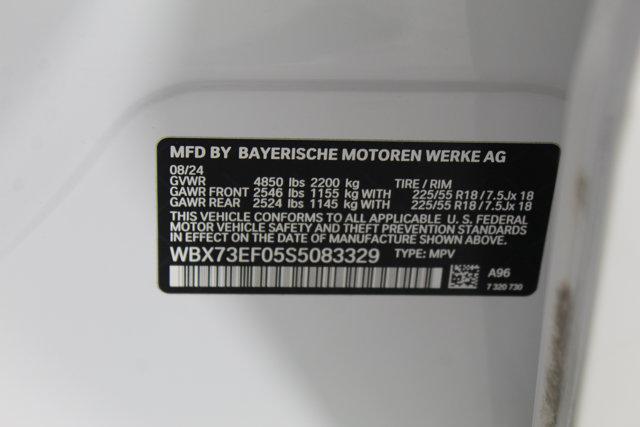 MFD BY BAYERISCHE MOTOREN WERKE AG
08/24
GVWR 4850 lbs 2200 kg TIRE / RIM
GAWR FRONT 2546 lbs 1155 kg WITH 225/55 R18 / 7.5Jx 18
GAWR REAR 2524 lbs 1145 kg WITH 225/55 R18 / 7.5Jx 18
THIS VEHICLE CONFORMS TO ALL APPLICABLE U. S. FEDERAL
MOTOR VEHICLE SAFETY, BUMPER, AND THEFT PREVENTION
STANDARDS IN EFFECT ON THE DATE OF MANUFACTURE SHOWN ABOVE.
WBX73EF05S5083329 TYPE: MPV
A96
7 320 730